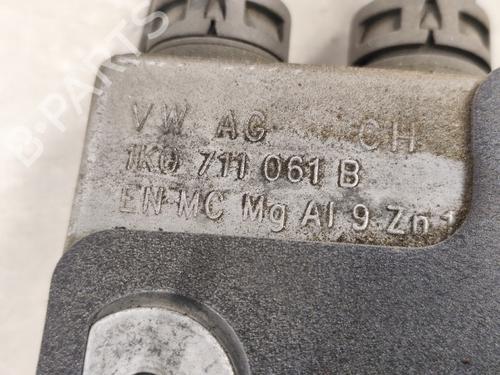 B-PARTS
VW AG CH
1K0 711 061 B
EN-MC Mg Al 9 Zn 1